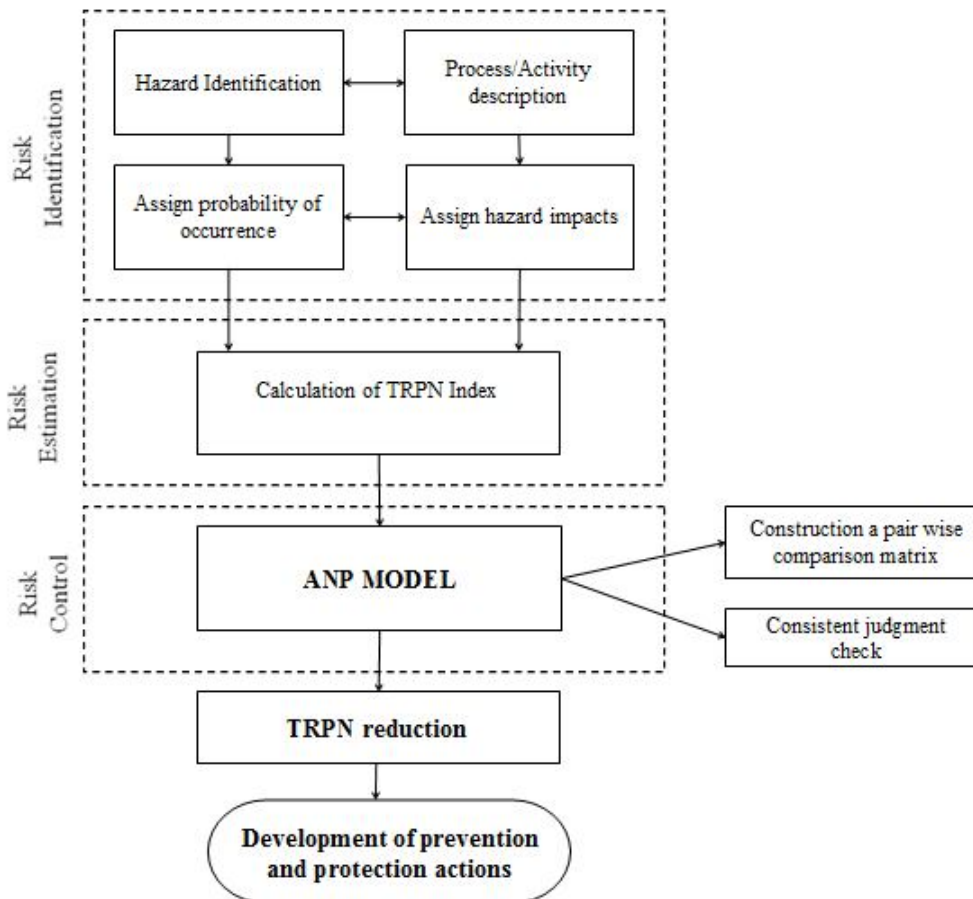 Risk
Identification
Hazard Identification
Process/Activity
description
Assign probability of
occurrence
Assign hazard impacts
Risk
Estimation
Calculation of TRPN Index
Risk
Control
ANP MODEL
Construction a pair wise
comparison matrix
Consistent judgment
check
TRPN reduction
Development of prevention
and protection actions